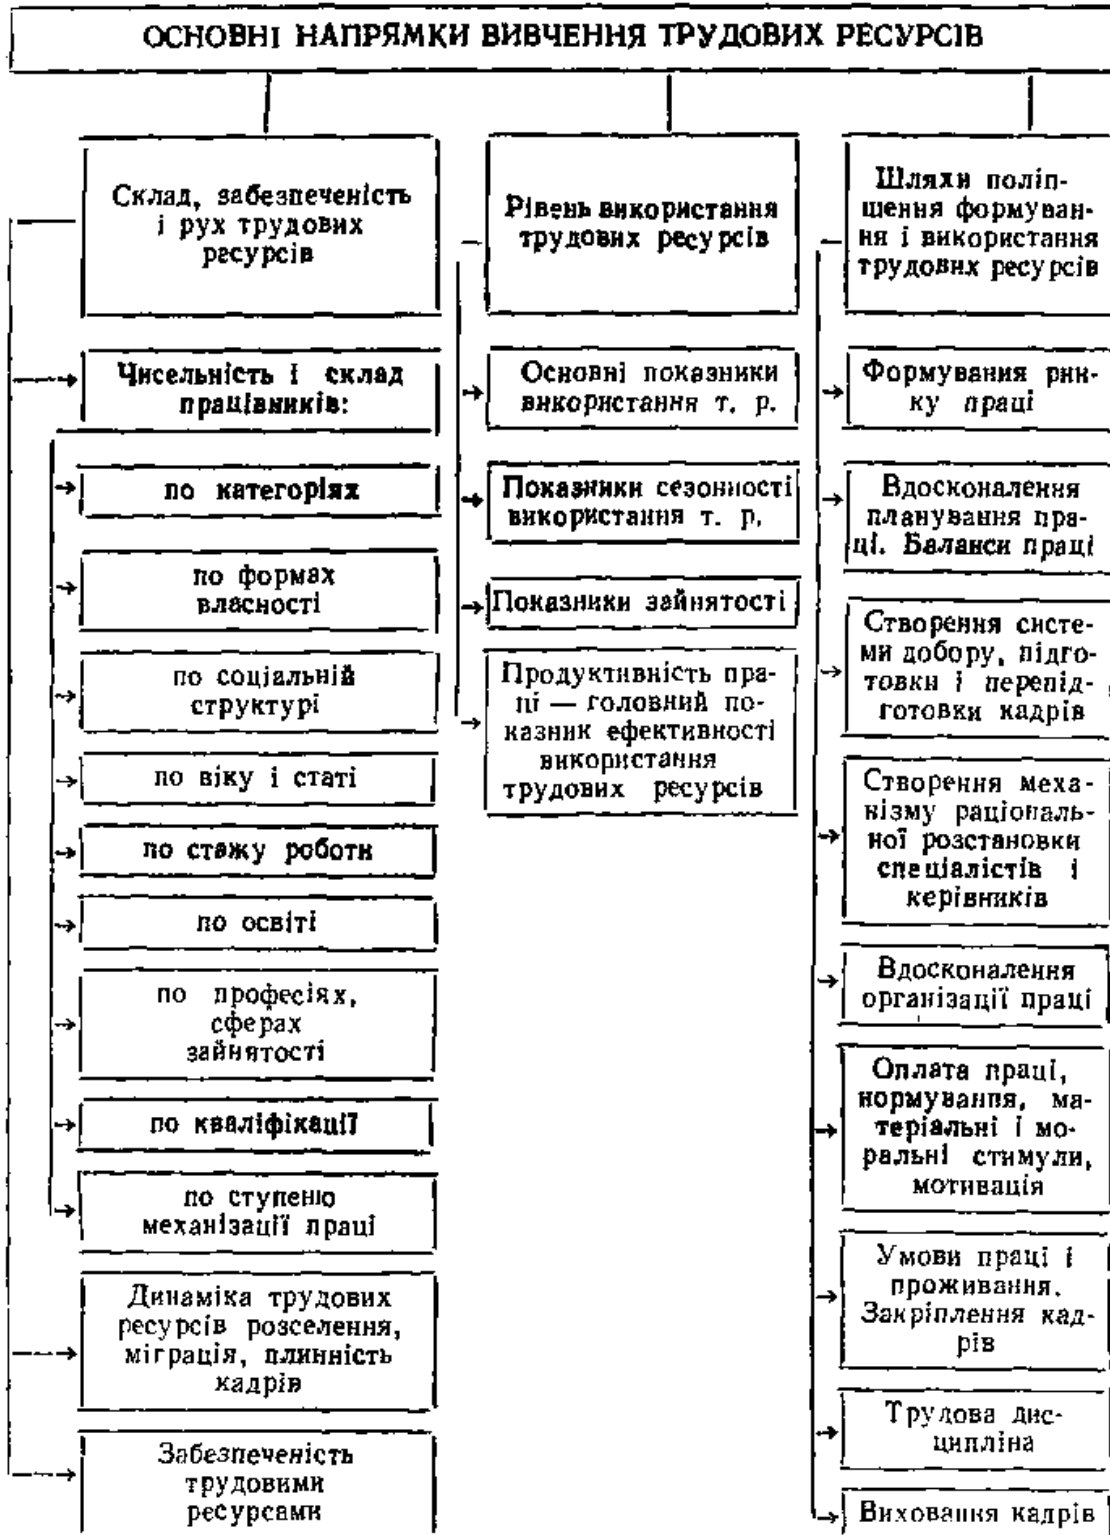 ОСНОВНІ НАПРЯМКИ ВИВЧЕННЯ ТРУДОВИХ РЕСУРСІВ
Склад, забезпеченість
і рух трудових
ресурсів
Чисельність і склад
працівників:
по категоріях
по формах
власності
по соціальній
структурі
по віку і статі
по стажу роботи
по освіті
по професіях,
сферах
зайнятості
по кваліфікації
по ступеню
механізації праці
Динаміка трудових
ресурсів розселення,
міграція, плинність
кадрів
Забезпеченість
трудовими
ресурсами
Рівень використання
трудових ресурсів
Основні показники
використання т. р.
Показники сезонності
використання т. р.
Показники зайнятості
Продуктивність пра-
ці — головний по-
казник ефективності
використання
трудових ресурсів
Шляхи поліп-
шення формуван-
ня і використання
трудових ресурсів
Формування рин-
ку праці
Вдосконалення
планування пра-
ці. Баланси праці
Створення систе-
ми добору, підго-
товки і перепід-
готовки кадрів
Створення меха-
нізму раціональ-
ної розстановки
спеціалістів і
керівників
Вдосконалення
організації праці
Оплата праці,
нормування, ма-
теріальні і мо-
ральні стимули,
мотивація
Умови праці і
проживання.
Закріплення кад-
рів
Трудова дис-
ципліна
Виховання кадрів